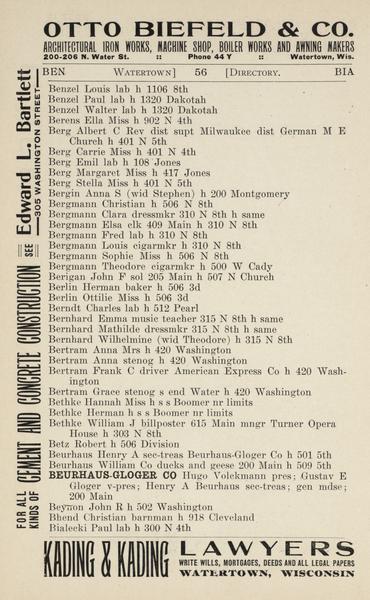 OTTO BIEFELD & CO.
ARCHITECTURAL IRON WORKS, MACHINE SHOP, BOILER WORKS AND AWNING MAKERS
200-206 N. Water St. :: Phone 44 Y :: Watertown, Wis.
BEN WATERTOWN] 56 [DIRECTORY. BIA
Benzel Louis lab h 1106 8th
Benzel Paul lab h 1320 Dakotah
Benzel Walter lab h 1320 Dakotah
Berens Ella Miss h 902 N 4th
Berg Albert C Rev dist supt Milwaukee dist German M E
Church h 401 N 5th
Berg Carrie Miss h 401 N 4th
Berg Emil lab h 108 Jones
Berg Margaret Miss h 417 Jones
Berg Stella Miss h 401 N 5th
Bergin Anna S (wid Stephen) h 200 Montgomery
Bergmann Christian h 506 N 8th
Bergmann Clara dressmkr 310 N 8th h same
Bergmann Elsa clk 409 Main h 310 N 8th
Bergmann Fred lab h 310 N 8th
Bergmann Louis cigarmkr h 310 N 8th
Bergmann Sophie Miss h 506 N 8th
Bergmann Theodore cigarmkr h 500 W Cady
Berigan John F sol 205 Main h 507 N Church
Berlin Herman baker h 506 3d
Berlin Ottilie Miss h 506 3d
Berndt Charles lab h 512 Pearl
Bernhard Emma music teacher 315 N 8th h same
Bernhard Mathilde dressmkr 315 N 8th h same
Bernhard Wilhelmine (wid Theodore) h 315 N 8th
Bertram Anna Mrs h 420 Washington
Bertram Anna stenog h 420 Washington
Bertram Frank C driver American Express Co h 420 Wash-
ington
Bertram Grace stenog s end Water h 420 Washington
Bethke Hannah Miss h s s Boomer nr limits
Bethke Herman h s s Boomer nr limits
Bethke William J billposter 615 Main mngr Turner Opera
House h 303 N 8th
Betz Robert h 506 Division
Beurhaus Henry A sec-treas Beurhaus-Gloger Co h 501 5th
Beurhaus William Co ducks and geese 200 Main h 509 5th
BEURHAUS-GLOGER CO Hugo Volckmann pres; Gustav E
Gloger v-pres; Henry A Beurhaus sec-treas; gen mdse;
200 Main
Beymon John R h 502 Washington
Bhend Christian barnman h 918 Cleveland
Bialecki Paul lab h 300 N 4th
FOR ALL KINDS OF CEMENT AND CONCRETE CONSTRUCTION SEE Edward L. Bartlett
305 WASHINGTON STREET
KADING & KADING LAWYERS
WRITE WILLS, MORTGAGES, DEEDS AND ALL LEGAL PAPERS
WATERTOWN, WISCONSIN